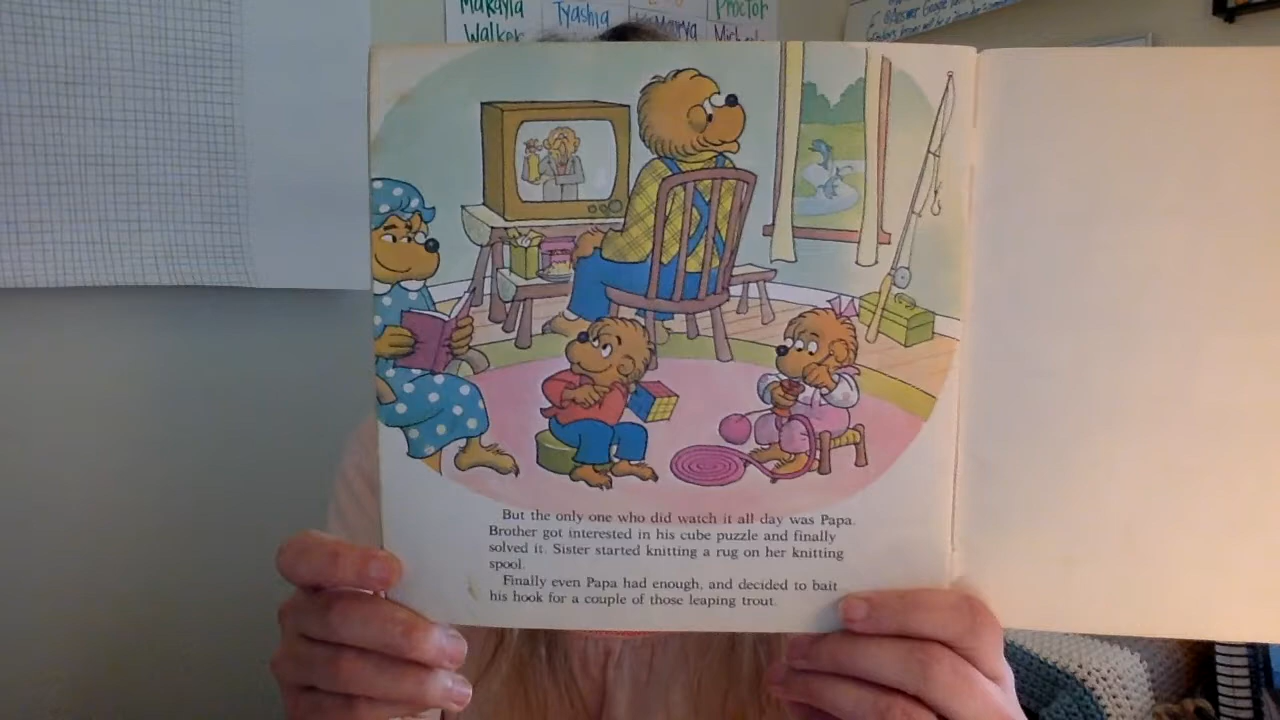 Makayla Tyashia Proctor
Walker
But the only one who did watch it all day was Papa.
Brother got interested in his cube puzzle and finally
solved it. Sister started knitting a rug on her knitting
spool.
Finally even Papa had enough, and decided to bait
his hook for a couple of those leaping trout.